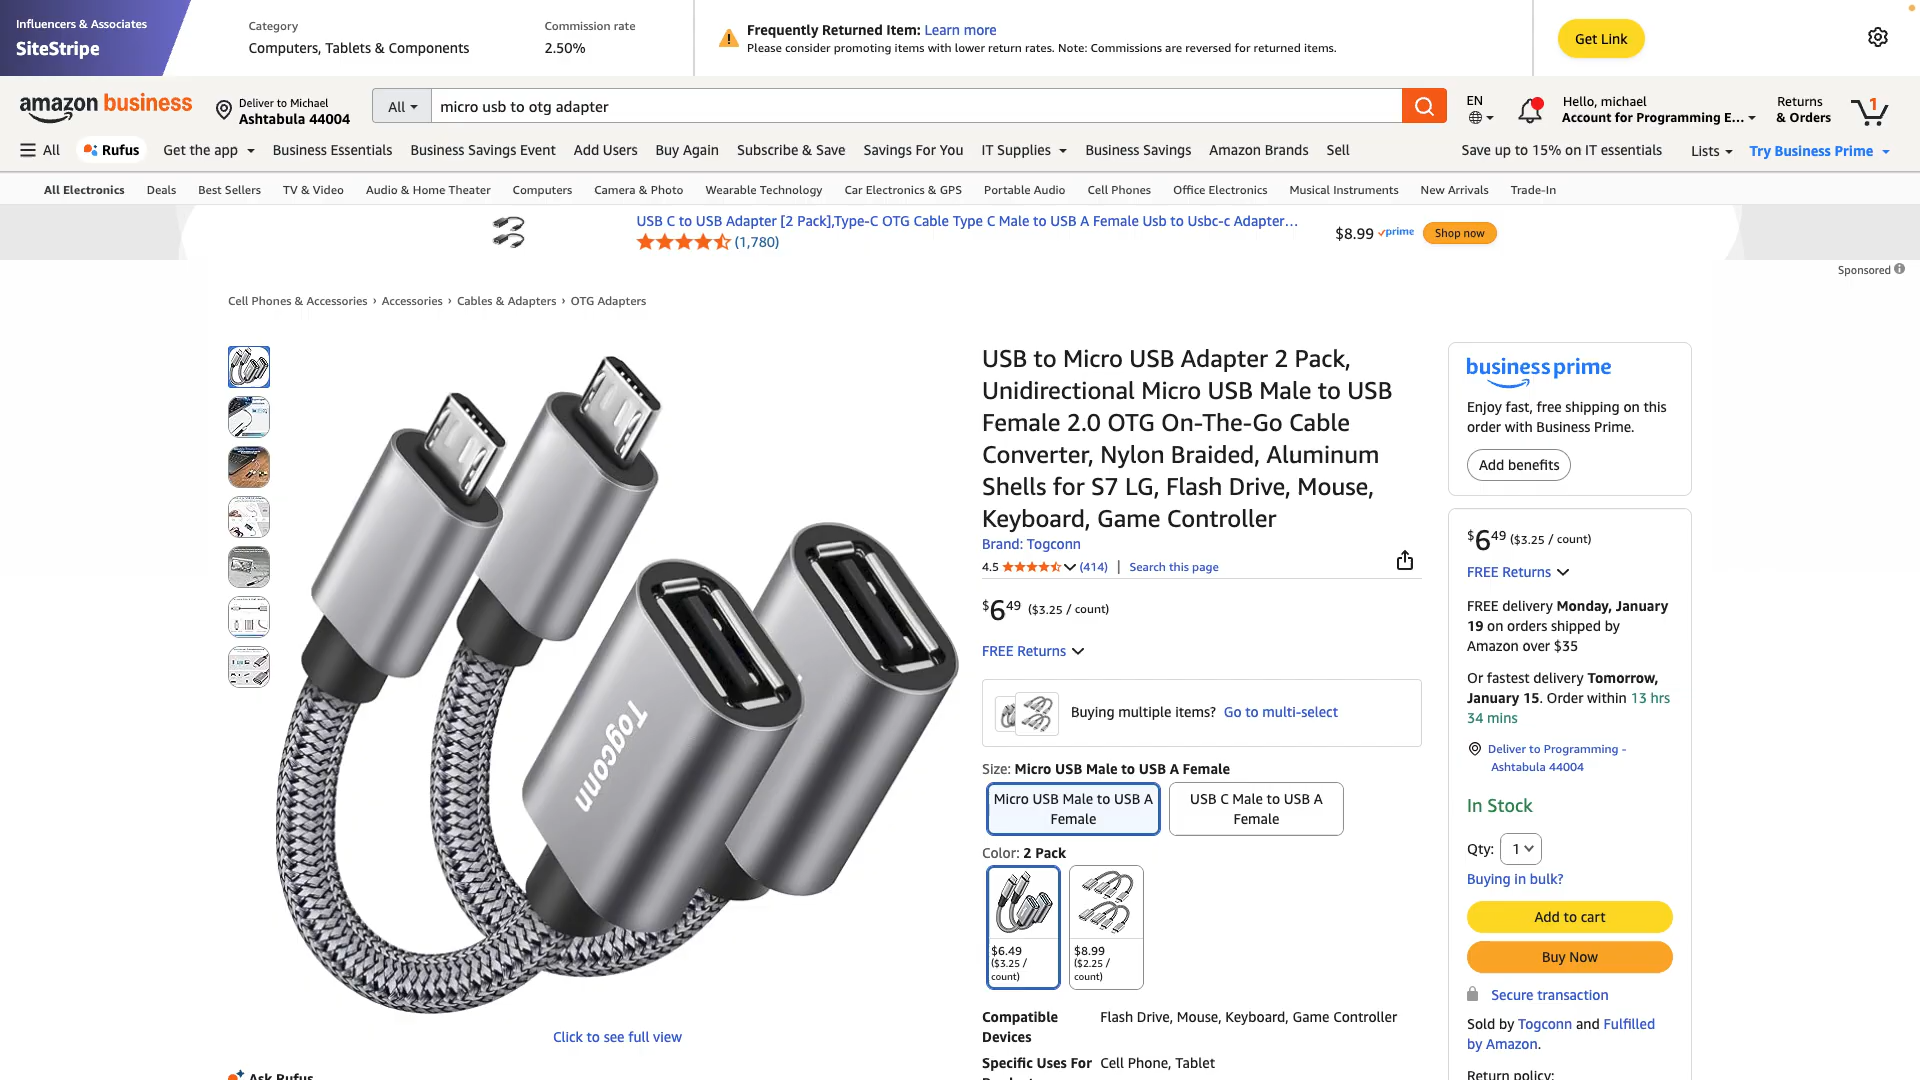 Influencers & Associates
SiteStripe
Category
Computers, Tablets & Components
Commission rate
2.50%
Frequently Returned Item: Learn more
Please consider promoting items with lower return rates. Note: Commissions are reversed for returned items.
Get Link
amazon business
Deliver to Michael
Ashtabula 44004
All
micro usb to otg adapter
EN
Hello, michael
Account for Programming E...
Returns
& Orders
1
All
Rufus
Get the app
Business Essentials
Business Savings Event
Add Users
Buy Again
Subscribe & Save
Savings For You
IT Supplies
Business Savings
Amazon Brands
Sell
Save up to 15% on IT essentials
Lists
Try Business Prime
All Electronics
Deals
Best Sellers
TV & Video
Audio & Home Theater
Computers
Camera & Photo
Wearable Technology
Car Electronics & GPS
Portable Audio
Cell Phones
Office Electronics
Musical Instruments
New Arrivals
Trade-In
USB C to USB Adapter [2 Pack],Type-C OTG Cable Type C Male to USB A Female Usb to Usbc-c Adapter…
(1,780)
$8.99 prime
Shop now
Sponsored
Cell Phones & Accessories › Accessories › Cables & Adapters › OTG Adapters
Togconn
Click to see full view
Ask Rufus
USB to Micro USB Adapter 2 Pack,
Unidirectional Micro USB Male to USB
Female 2.0 OTG On-The-Go Cable
Converter, Nylon Braided, Aluminum
Shells for S7 LG, Flash Drive, Mouse,
Keyboard, Game Controller
Brand: Togconn
4.5 (414) | Search this page
$6 49 ($3.25 / count)
FREE Returns
Buying multiple items? Go to multi-select
Size: Micro USB Male to USB A Female
Micro USB Male to USB A
Female
USB C Male to USB A
Female
Color: 2 Pack
$6.49
($3.25 /
count)
$8.99
($2.25 /
count)
Compatible
Devices
Flash Drive, Mouse, Keyboard, Game Controller
Specific Uses For
Cell Phone, Tablet
business prime
Enjoy fast, free shipping on this
order with Business Prime.
Add benefits
$6 49 ($3.25 / count)
FREE Returns
FREE delivery Monday, January
19 on orders shipped by
Amazon over $35
Or fastest delivery Tomorrow,
January 15. Order within 13 hrs
34 mins
Deliver to Programming -
Ashtabula 44004
In Stock
Qty: 1
Buying in bulk?
Add to cart
Buy Now
Secure transaction
Sold by Togconn and Fulfilled
by Amazon.
Return policy: